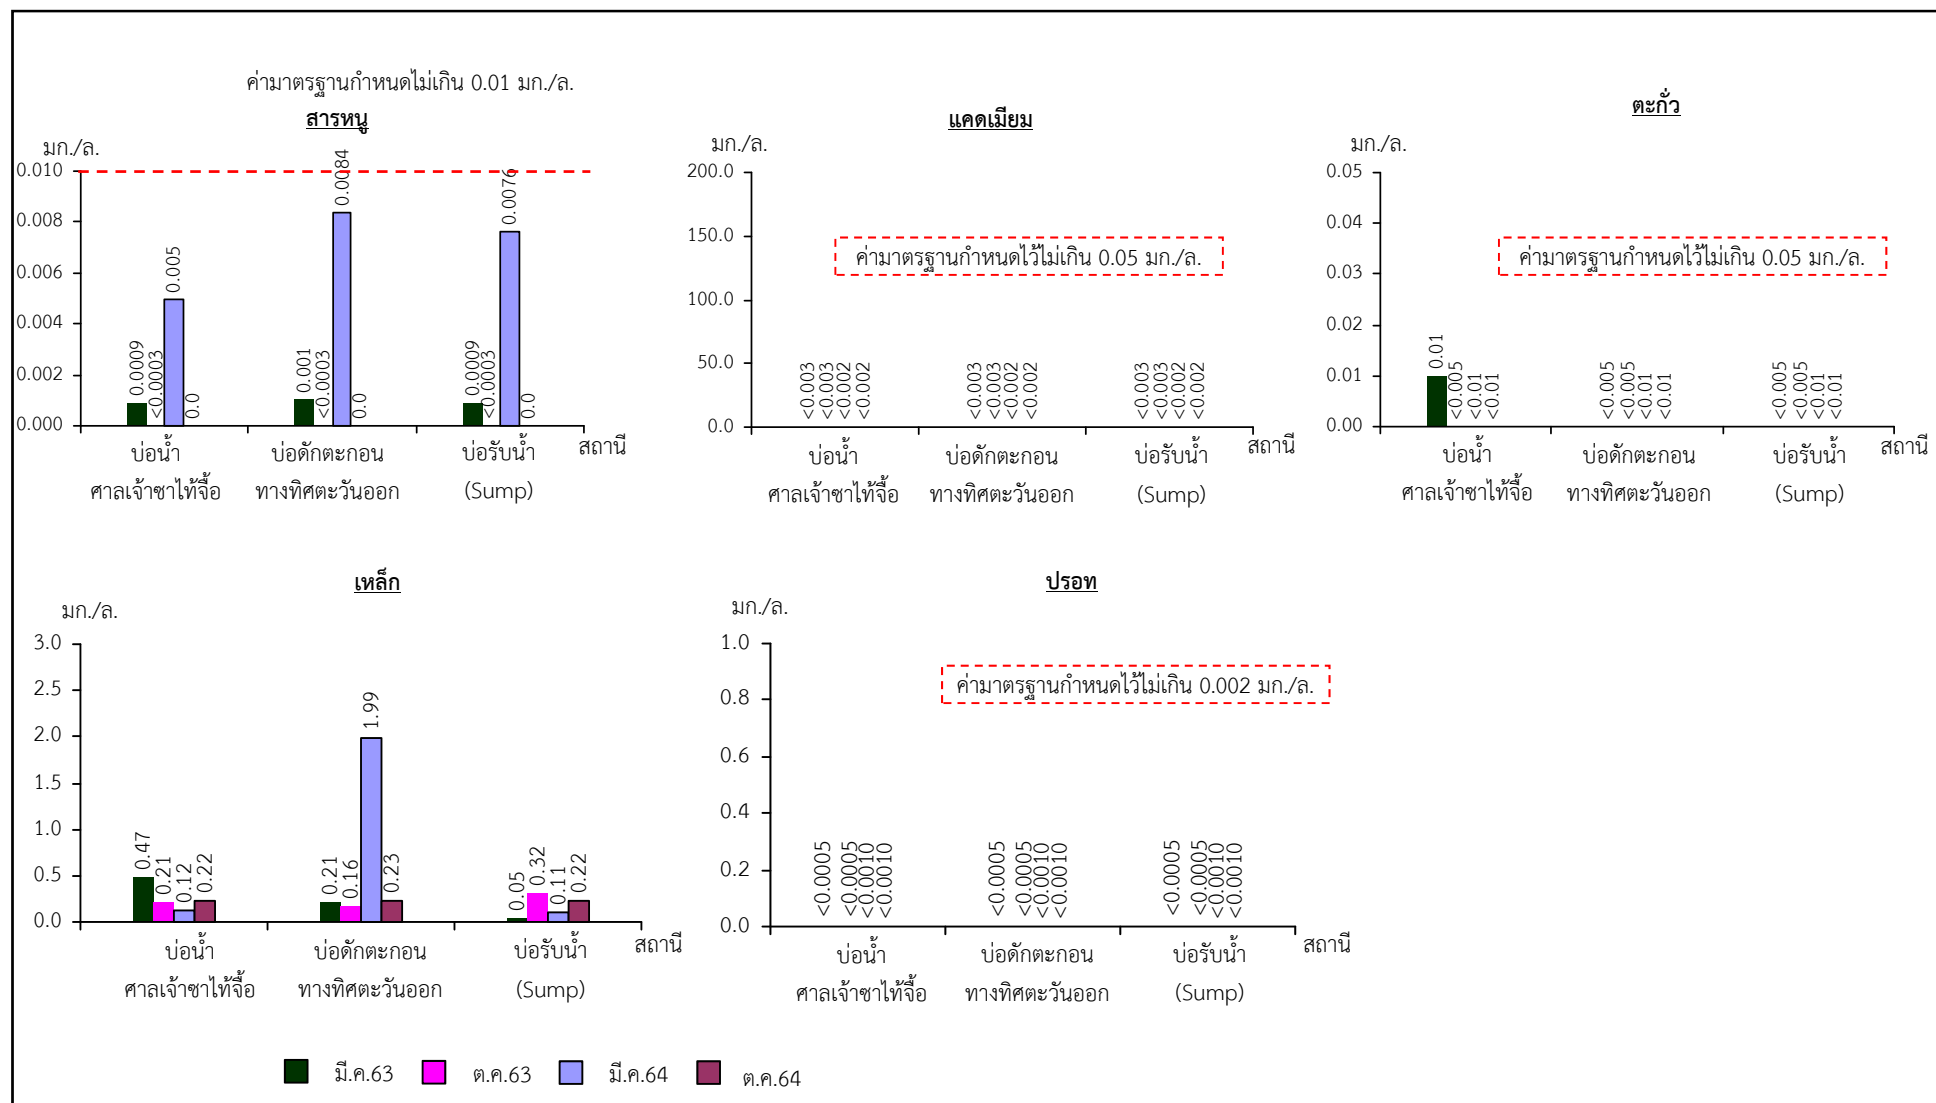 ค่ามาตรฐานกำหนดไม่เกิน 0.01 มก./ล.
สารหนู
มก./ล.
0.010
0.008
0.006
0.004
0.002
0.000
0.0009
<0.0003
0.005
0.0
0.001
<0.0003
0.0084
0.0
0.0009
<0.0003
0.0076
0.0
บ่อน้ำ
ศาลเจ้าซาไท้จื้อ
บ่อดักตะกอน
ทางทิศตะวันออก
บ่อรับน้ำ
(Sump)
สถานี
แคดเมียม
มก./ล.
200.0
150.0
100.0
50.0
0.0
ค่ามาตรฐานกำหนดไว้ไม่เกิน 0.05 มก./ล.
<0.003
<0.003
<0.002
<0.002
<0.003
<0.003
<0.002
<0.002
<0.003
<0.003
<0.002
<0.002
บ่อน้ำ
ศาลเจ้าซาไท้จื้อ
บ่อดักตะกอน
ทางทิศตะวันออก
บ่อรับน้ำ
(Sump)
สถานี
ตะกั่ว
มก./ล.
0.05
0.04
0.03
0.02
0.01
0.00
ค่ามาตรฐานกำหนดไว้ไม่เกิน 0.05 มก./ล.
0.01
<0.005
<0.01
<0.01
<0.005
<0.005
<0.01
<0.01
<0.005
<0.005
<0.01
<0.01
บ่อน้ำ
ศาลเจ้าซาไท้จื้อ
บ่อดักตะกอน
ทางทิศตะวันออก
บ่อรับน้ำ
(Sump)
สถานี
เหล็ก
มก./ล.
3.0
2.5
2.0
1.5
1.0
0.5
0.0
0.47
0.21
0.12
0.22
0.21
0.16
1.99
0.23
0.05
0.32
0.11
0.22
บ่อน้ำ
ศาลเจ้าซาไท้จื้อ
บ่อดักตะกอน
ทางทิศตะวันออก
บ่อรับน้ำ
(Sump)
สถานี
ปรอท
มก./ล.
1.0
0.8
0.6
0.4
0.2
0.0
ค่ามาตรฐานกำหนดไว้ไม่เกิน 0.002 มก./ล.
<0.0005
<0.0005
<0.0010
<0.0010
<0.0005
<0.0005
<0.0010
<0.0010
<0.0005
<0.0005
<0.0010
<0.0010
บ่อน้ำ
ศาลเจ้าซาไท้จื้อ
บ่อดักตะกอน
ทางทิศตะวันออก
บ่อรับน้ำ
(Sump)
สถานี
มี.ค.63 ต.ค.63 มี.ค.64 ต.ค.64